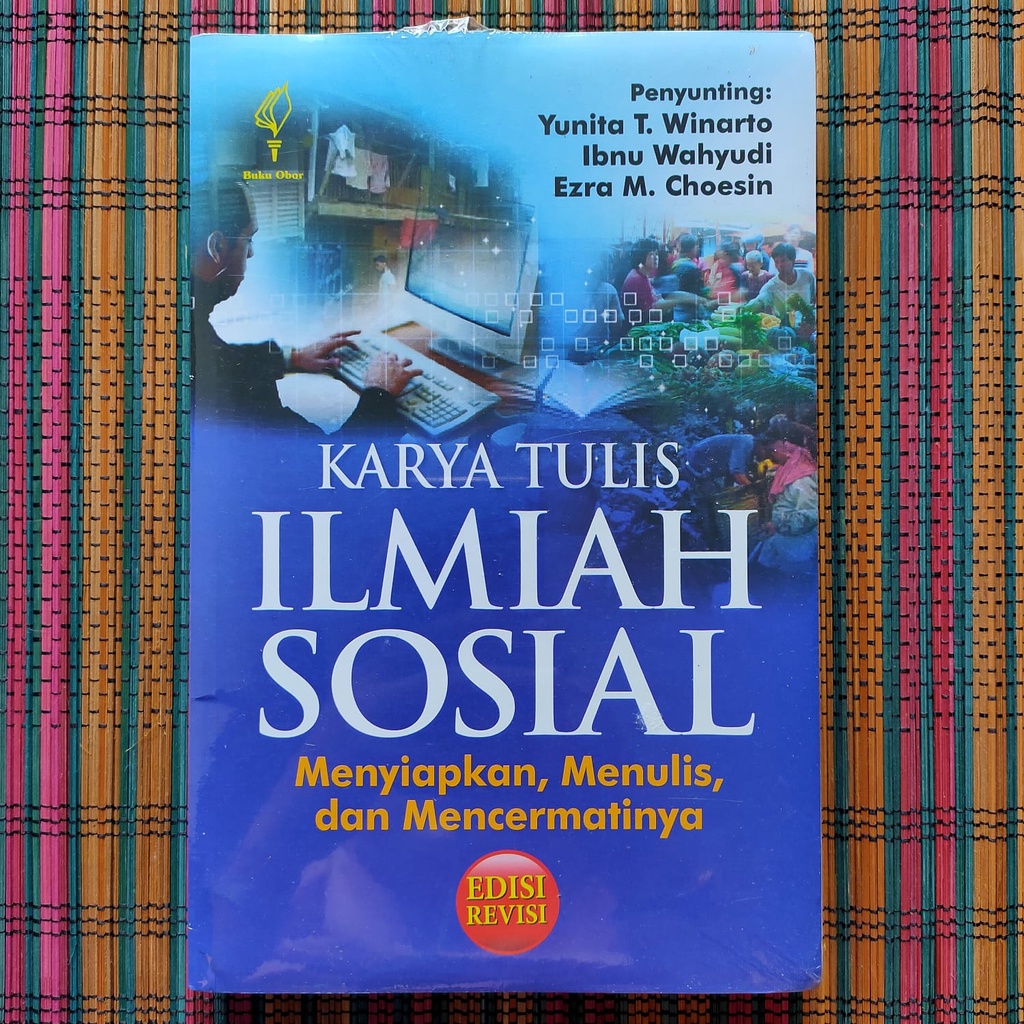 Buku Obor
Penyunting:
Yunita T. Winarto
Ibnu Wahyudi
Ezra M. Choesin
KARYA TULIS
ILMIAH
SOSIAL
Menyiapkan, Menulis,
dan Mencermatinya
EDISI
REVISI